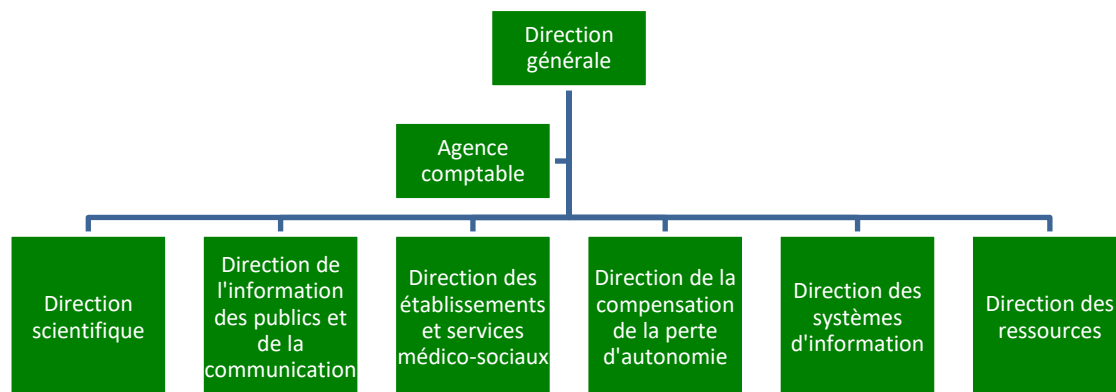 Direction
générale
Agence
comptable
Direction
scientifique
Direction de
l'information
des publics et
de la
communication
Direction des
établissements
et services
médico-sociaux
Direction de la
compensation
de la perte
d'autonomie
Direction des
systèmes
d'information
Direction des
ressources